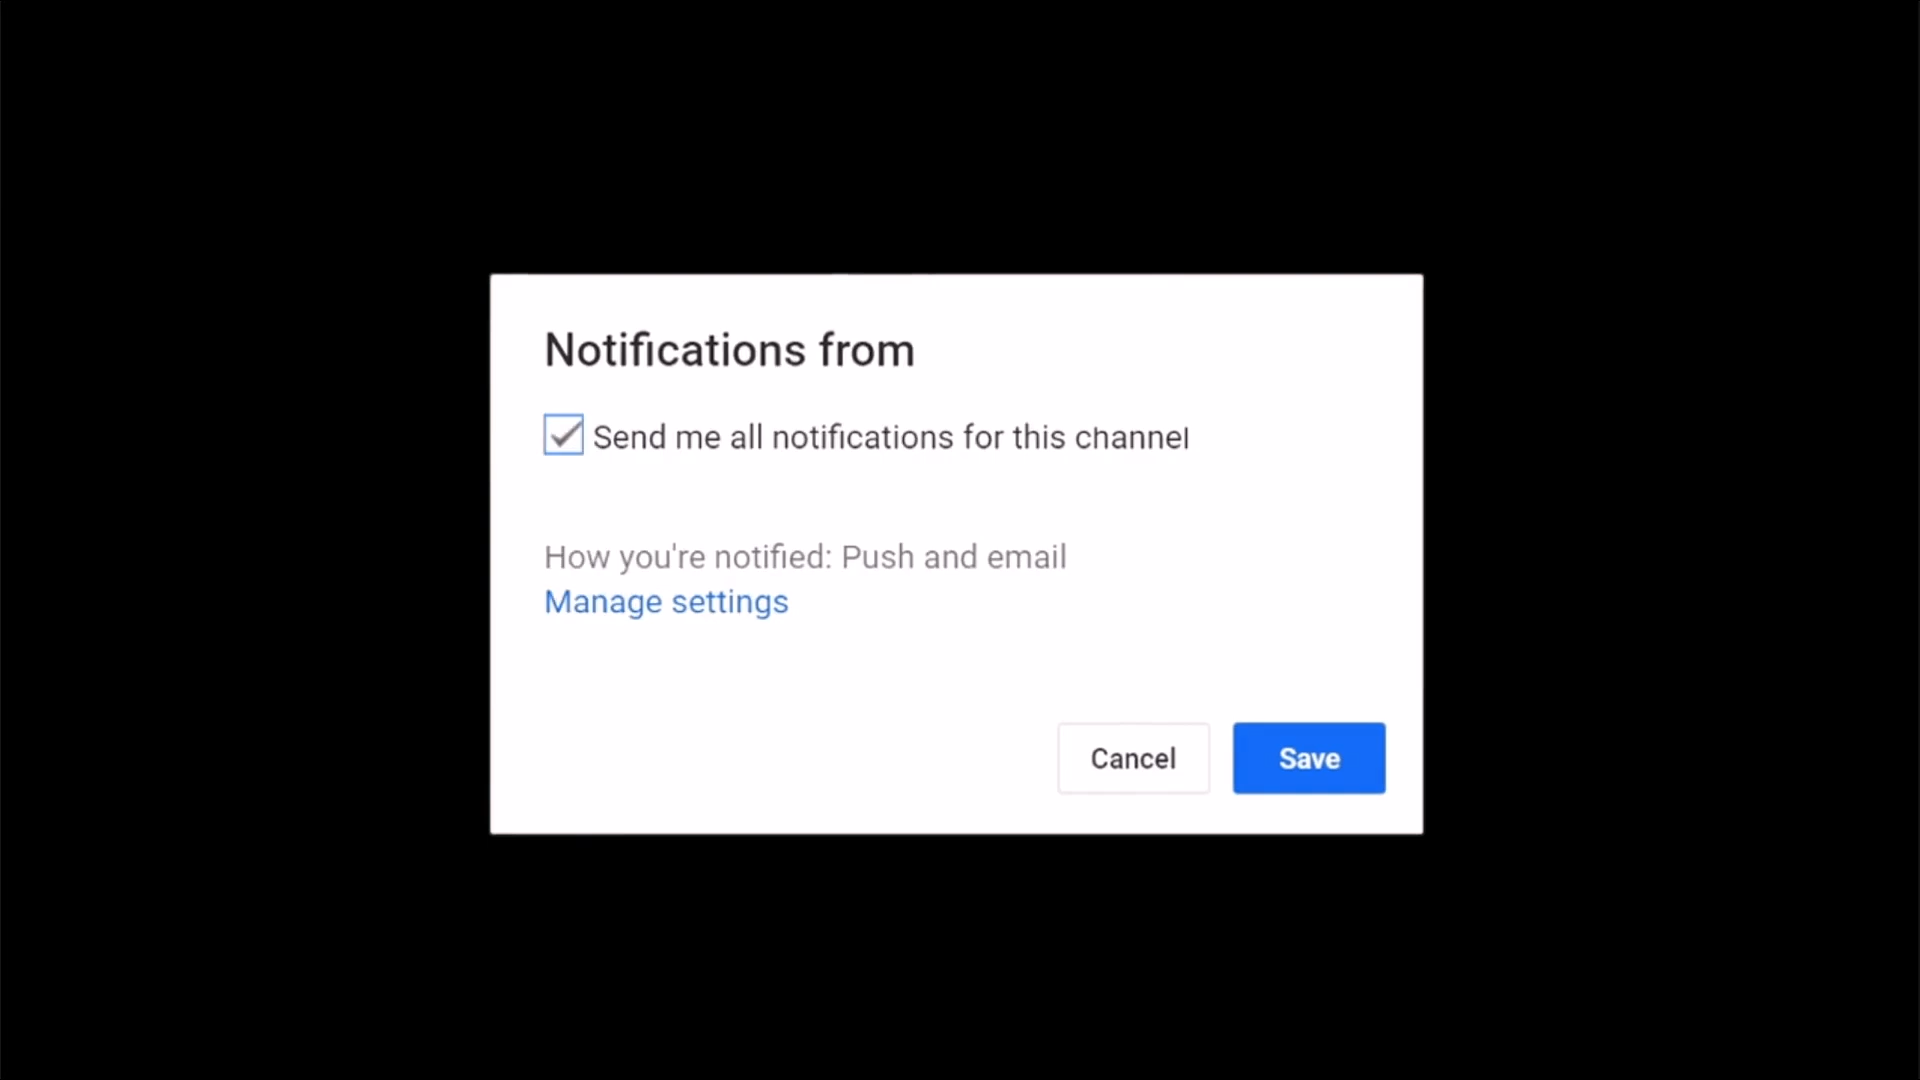 Notifications from
Send me all notifications for this channel
How you're notified: Push and email
Manage settings
Cancel
Save